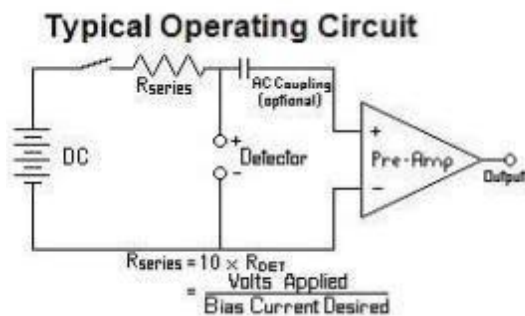 Typical Operating Circuit
Rseries
AC Coupling
(optional)
DC
+
Detector
-
+
Pre-Amp
-
Output
Rseries = 10 × RDET
= Volts Applied
Bias Current Desired